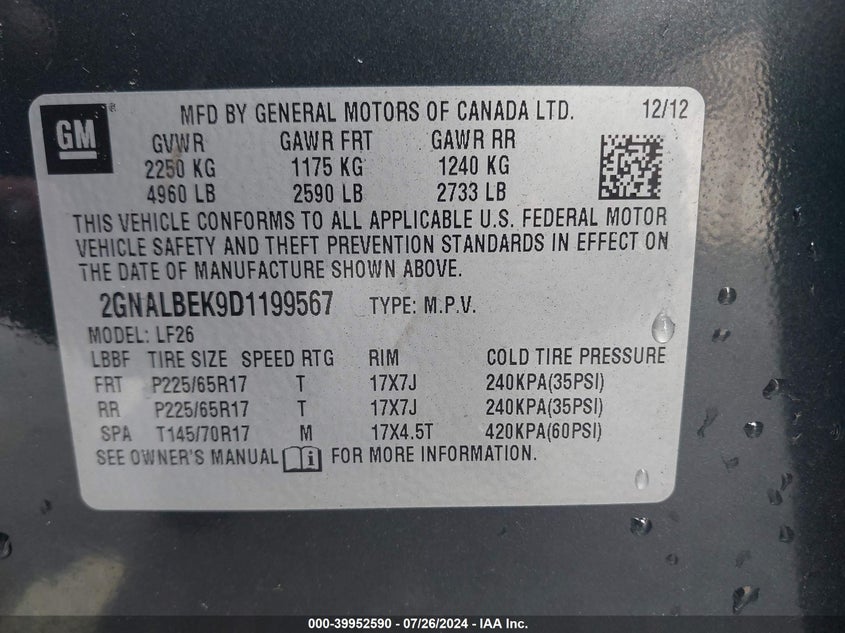 GM ®
MFD BY GENERAL MOTORS OF CANADA LTD. 12/12
GVWR GAWR FRT GAWR RR
2250 KG 1175 KG 1240 KG
4960 LB 2590 LB 2733 LB
THIS VEHICLE CONFORMS TO ALL APPLICABLE U.S. FEDERAL MOTOR
VEHICLE SAFETY AND THEFT PREVENTION STANDARDS IN EFFECT ON
THE DATE OF MANUFACTURE SHOWN ABOVE.
2GNALBEK9D1199567 TYPE: M.P.V.
MODEL: LF26
LBBF TIRE SIZE SPEED RTG RIM COLD TIRE PRESSURE
FRT P225/65R17 T 17X7J 240KPA(35PSI)
RR P225/65R17 T 17X7J 240KPA(35PSI)
SPA T145/70R17 M 17X4.5T 420KPA(60PSI)
SEE OWNER'S MANUAL i FOR MORE INFORMATION.
000-39952590 - 07/26/2024 - IAA Inc.